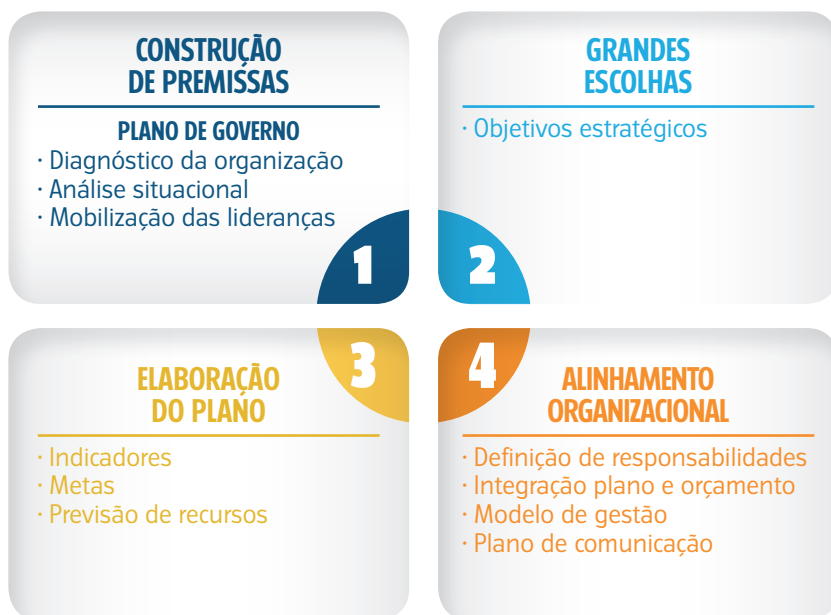 CONSTRUÇÃO
DE PREMISSAS
PLANO DE GOVERNO
· Diagnóstico da organização
· Análise situacional
· Mobilização das lideranças
1
GRANDES
ESCOLHAS
· Objetivos estratégicos
2
3
ELABORAÇÃO
DO PLANO
· Indicadores
· Metas
· Previsão de recursos
4
ALINHAMENTO
ORGANIZACIONAL
· Definição de responsabilidades
· Integração plano e orçamento
· Modelo de gestão
· Plano de comunicação